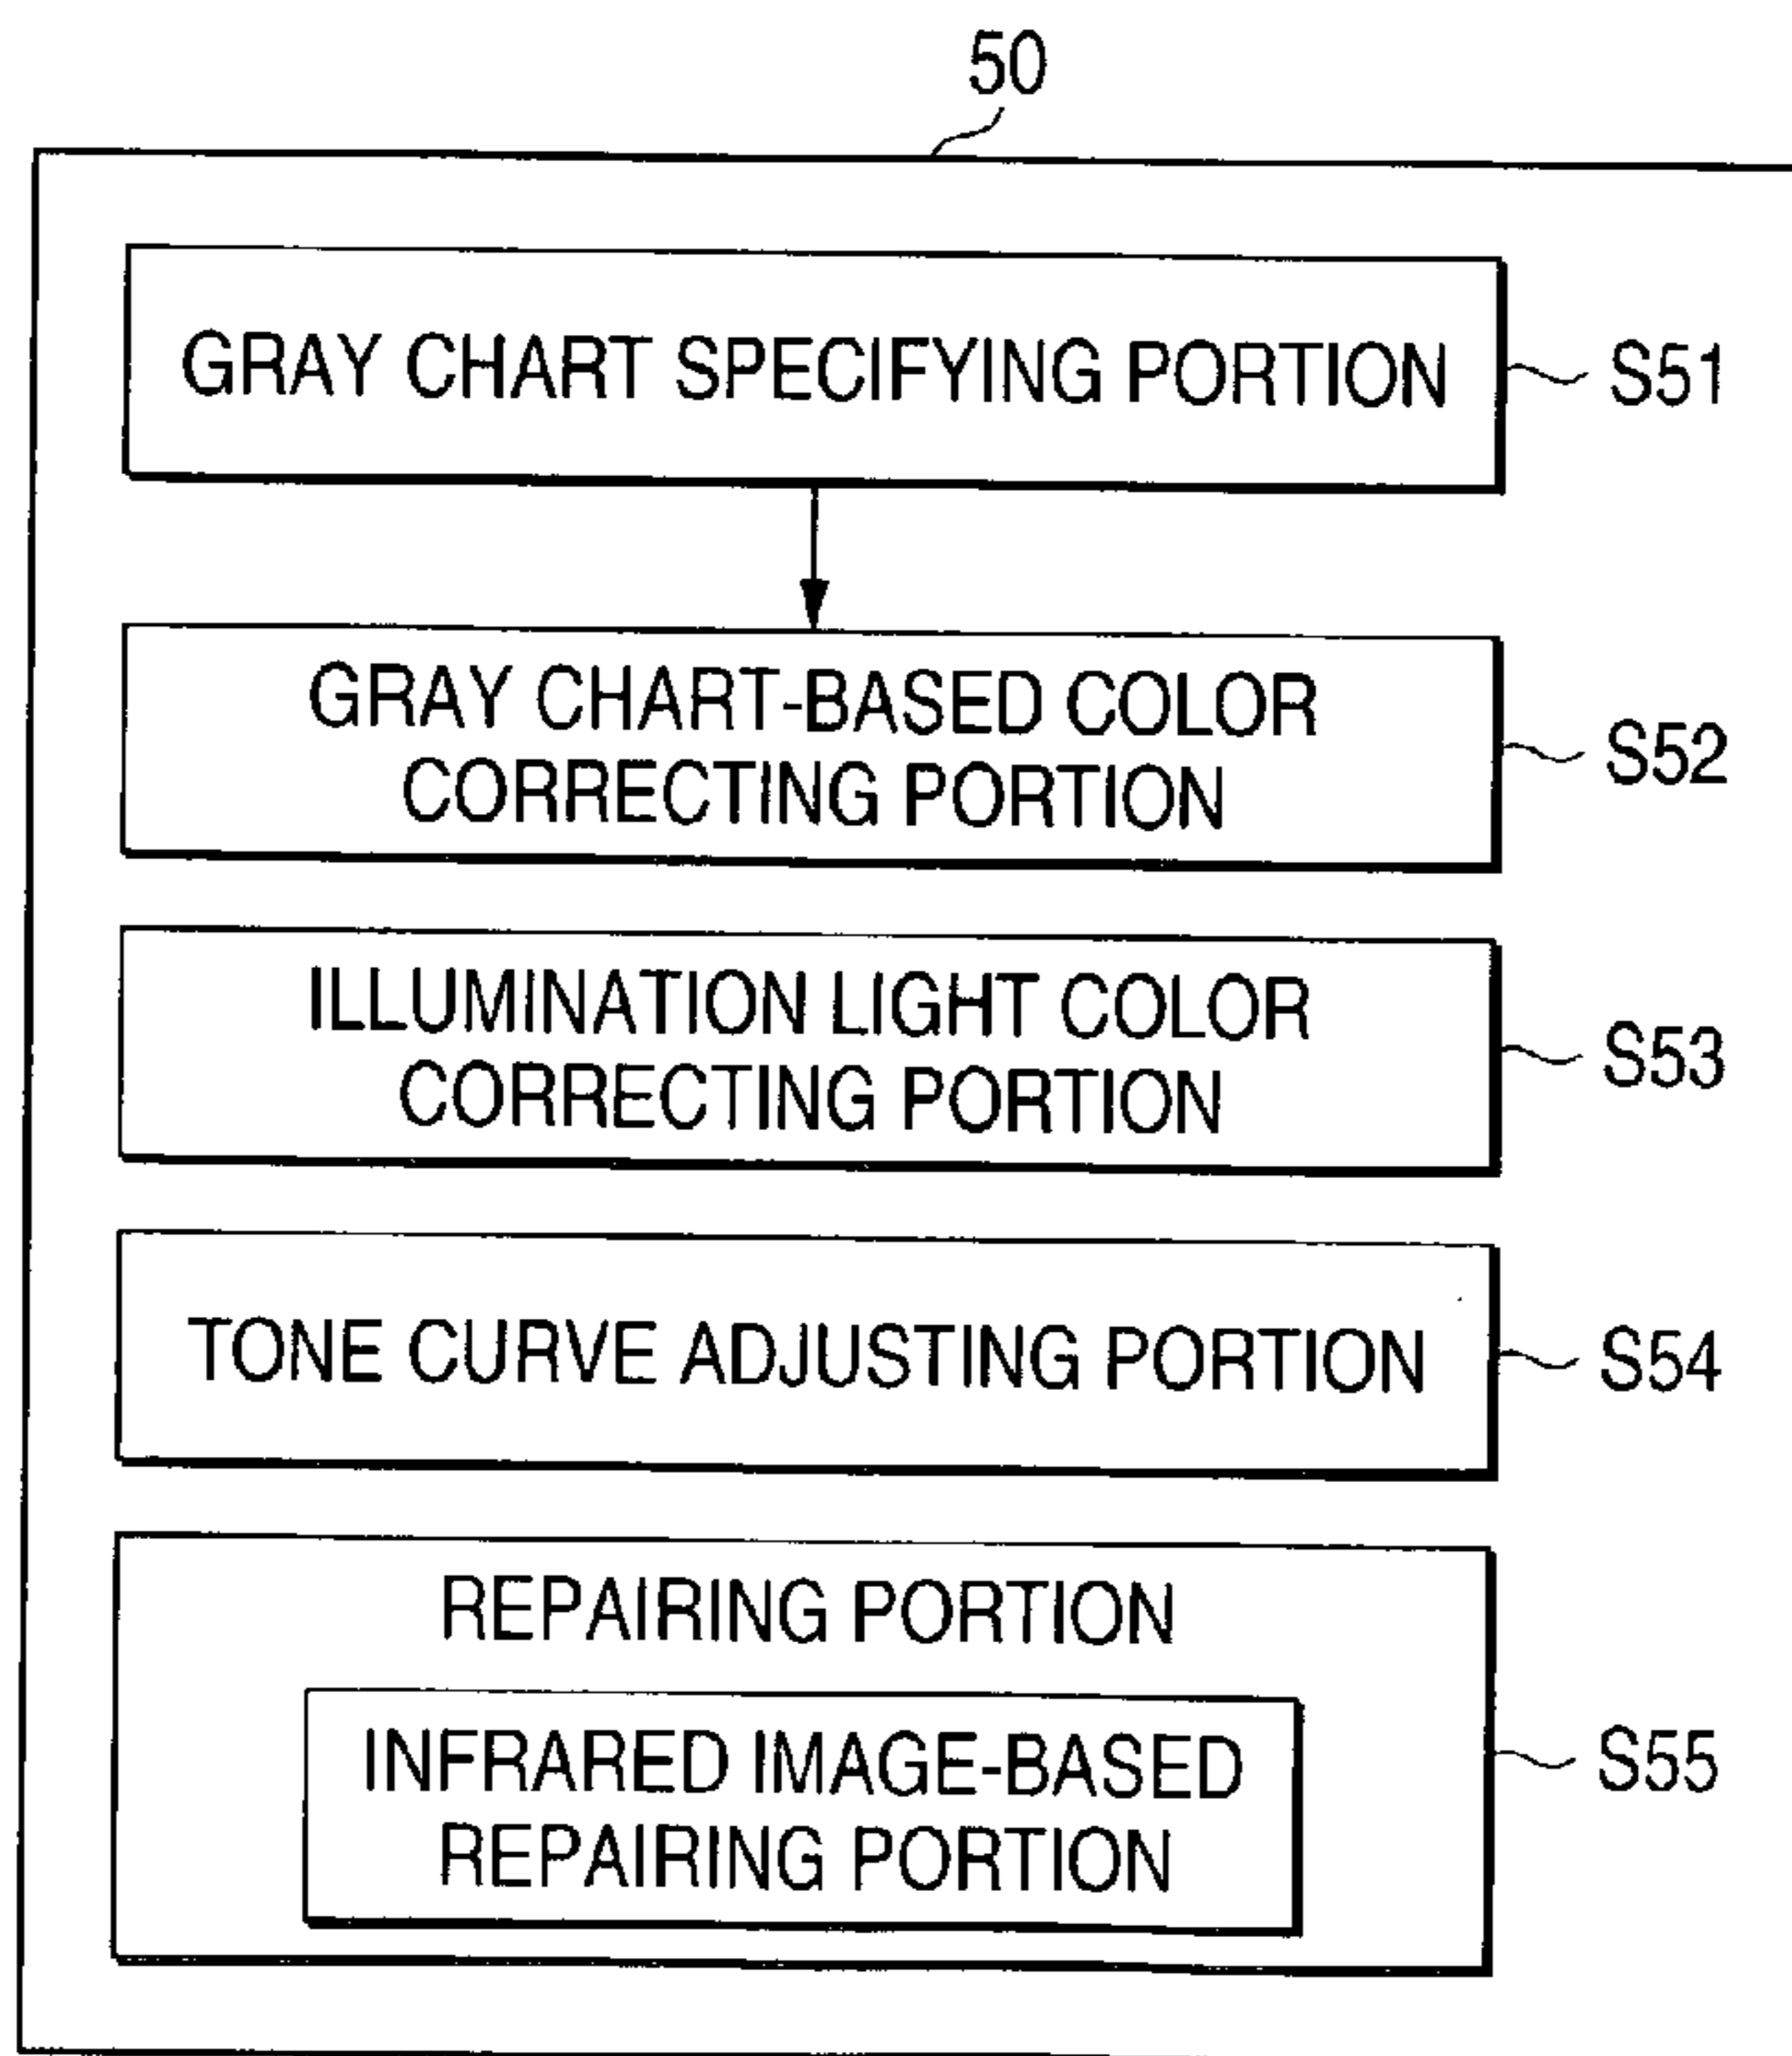 50
GRAY CHART SPECIFYING PORTION
S51
GRAY CHART-BASED COLOR
CORRECTING PORTION
S52
ILLUMINATION LIGHT COLOR
CORRECTING PORTION
S53
TONE CURVE ADJUSTING PORTION
S54
REPAIRING PORTION
INFRARED IMAGE-BASED
REPAIRING PORTION
S55